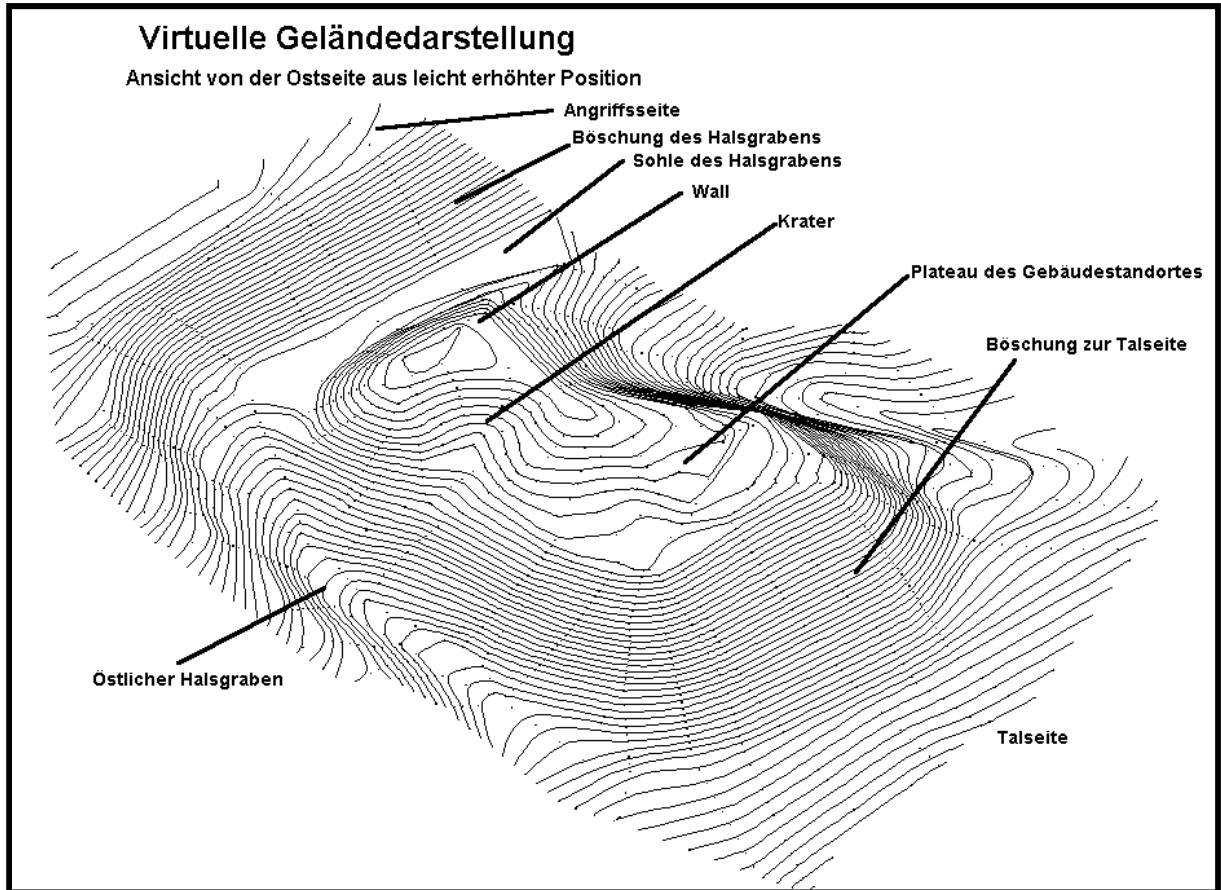 Virtuelle Geländedarstellung
Ansicht von der Ostseite aus leicht erhöhter Position
Angriffsseite
Böschung des Halsgrabens
Sohle des Halsgrabens
Wall
Krater
Plateau des Gebäudestandortes
Böschung zur Talseite
Östlicher Halsgraben
Talseite